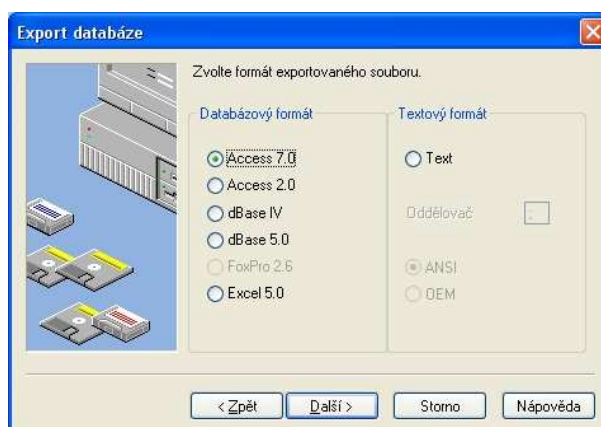 Export databáze
Zvolte formát exportovaného souboru.
Databázový formát
Access 7.0
Access 2.0
dBase IV
dBase 5.0
FoxPro 2.6
Excel 5.0
Textový formát
Text
Oddělovač
ANSI
OEM
< Zpět
Další >
Storno
Nápověda